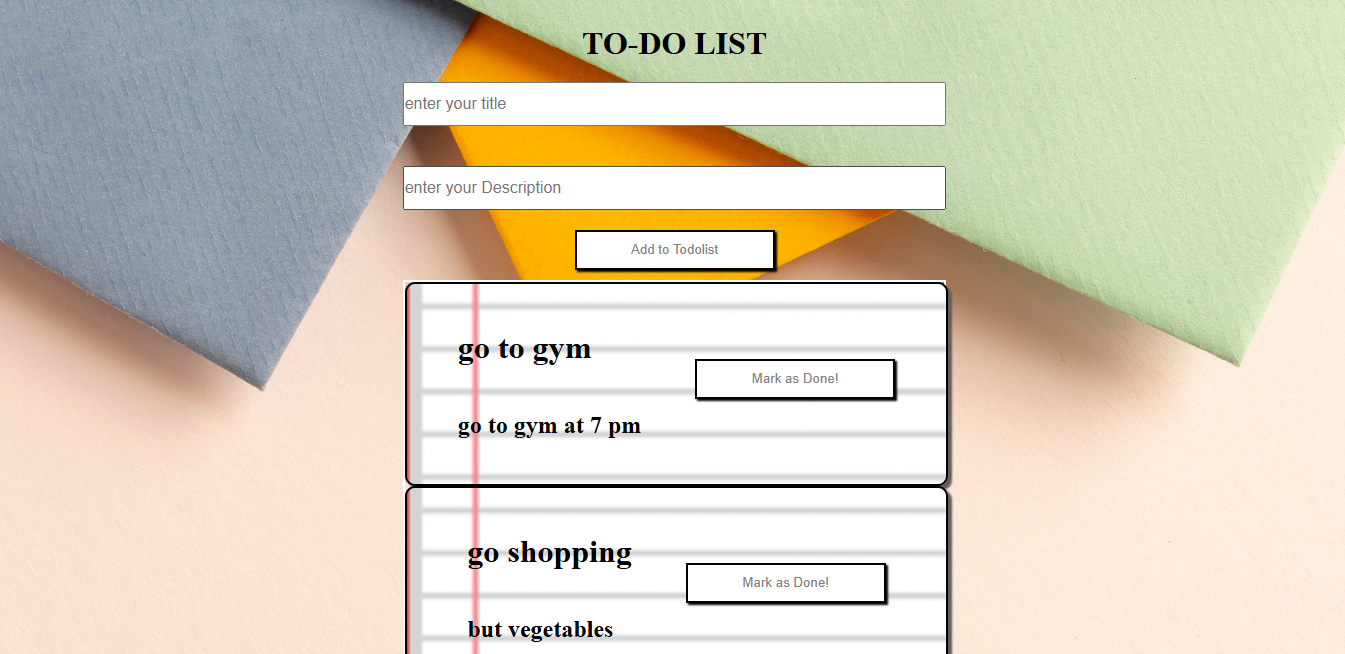 TO-DO LIST
enter your title
enter your Description
Add to Todolist
go to gym
Mark as Done!
go to gym at 7 pm
go shopping
Mark as Done!
but vegetables